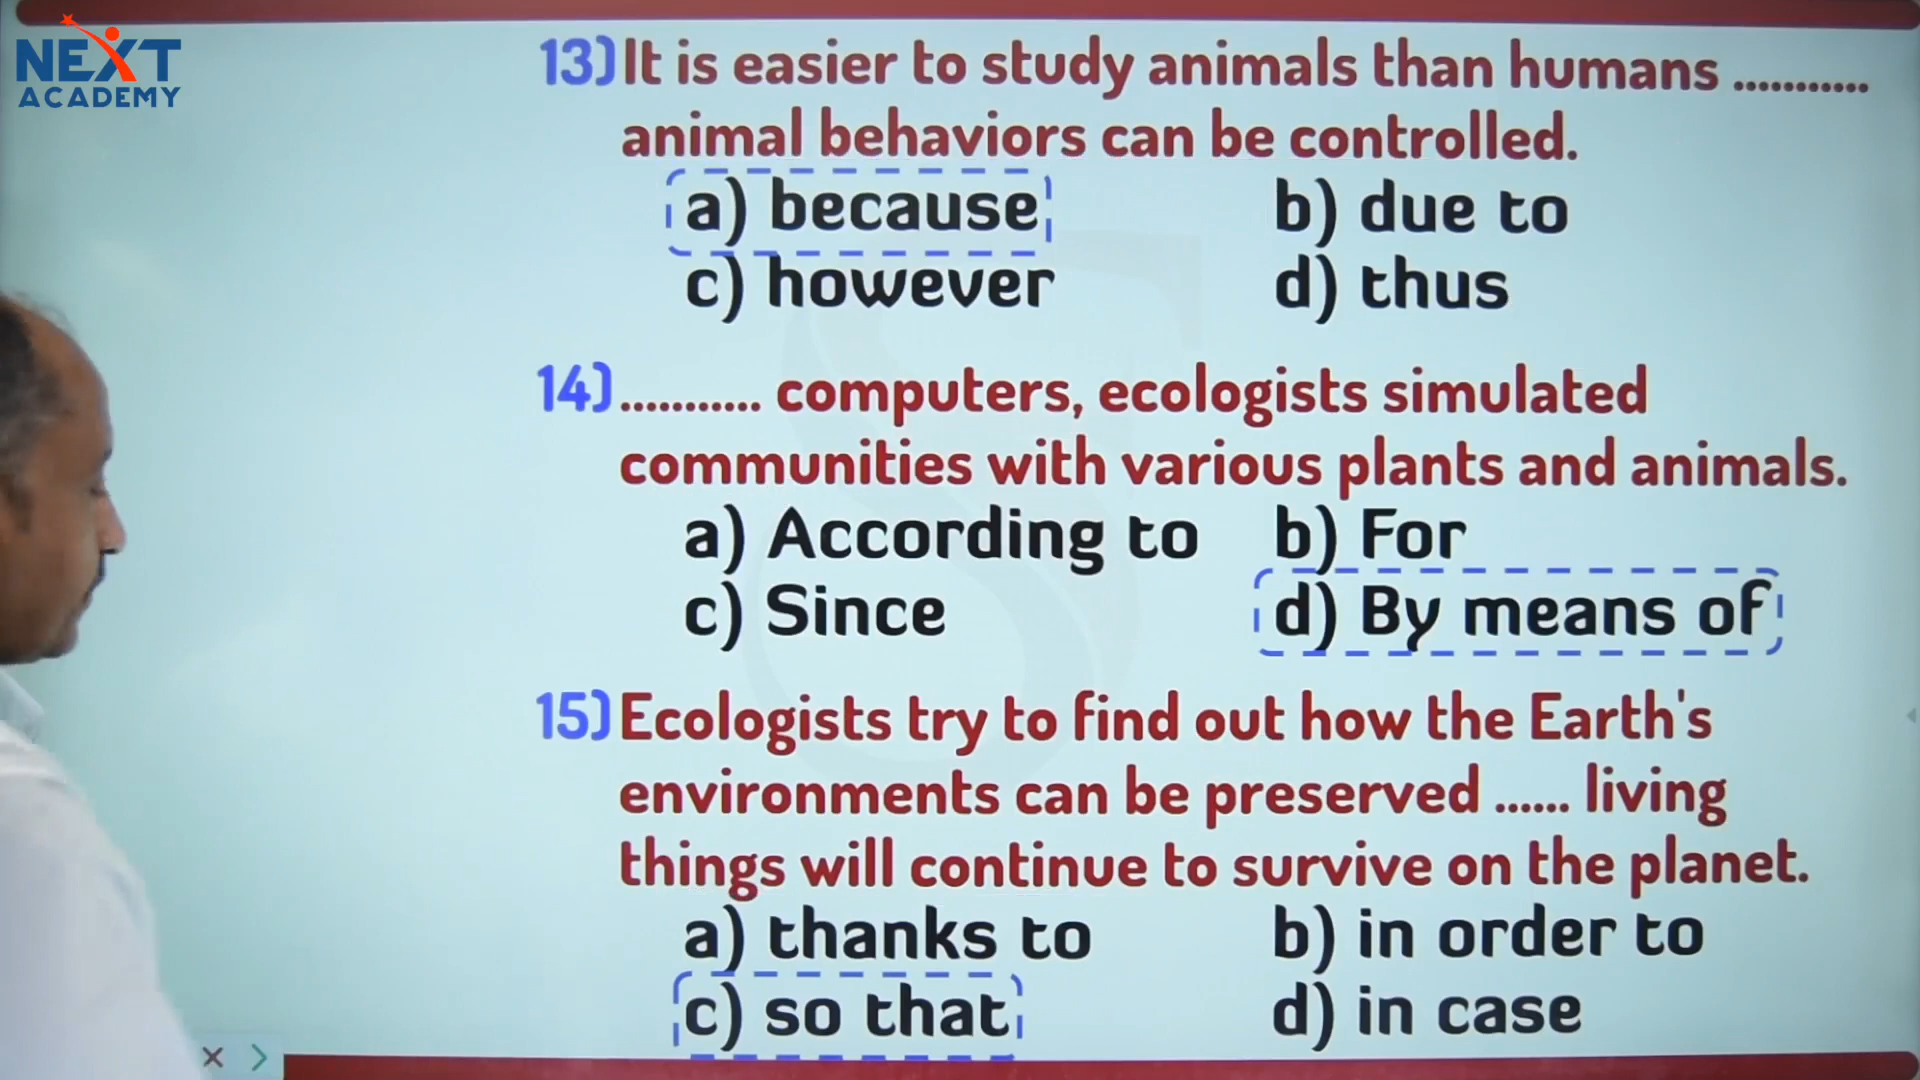 NEXT
ACADEMY
13) It is easier to study animals than humans ...........
animal behaviors can be controlled.
a) because b) due to
c) however d) thus
14) ........... computers, ecologists simulated
communities with various plants and animals.
a) According to b) For
c) Since d) By means of
15) Ecologists try to find out how the Earth's
environments can be preserved ...... living
things will continue to survive on the planet.
a) thanks to b) in order to
c) so that d) in case